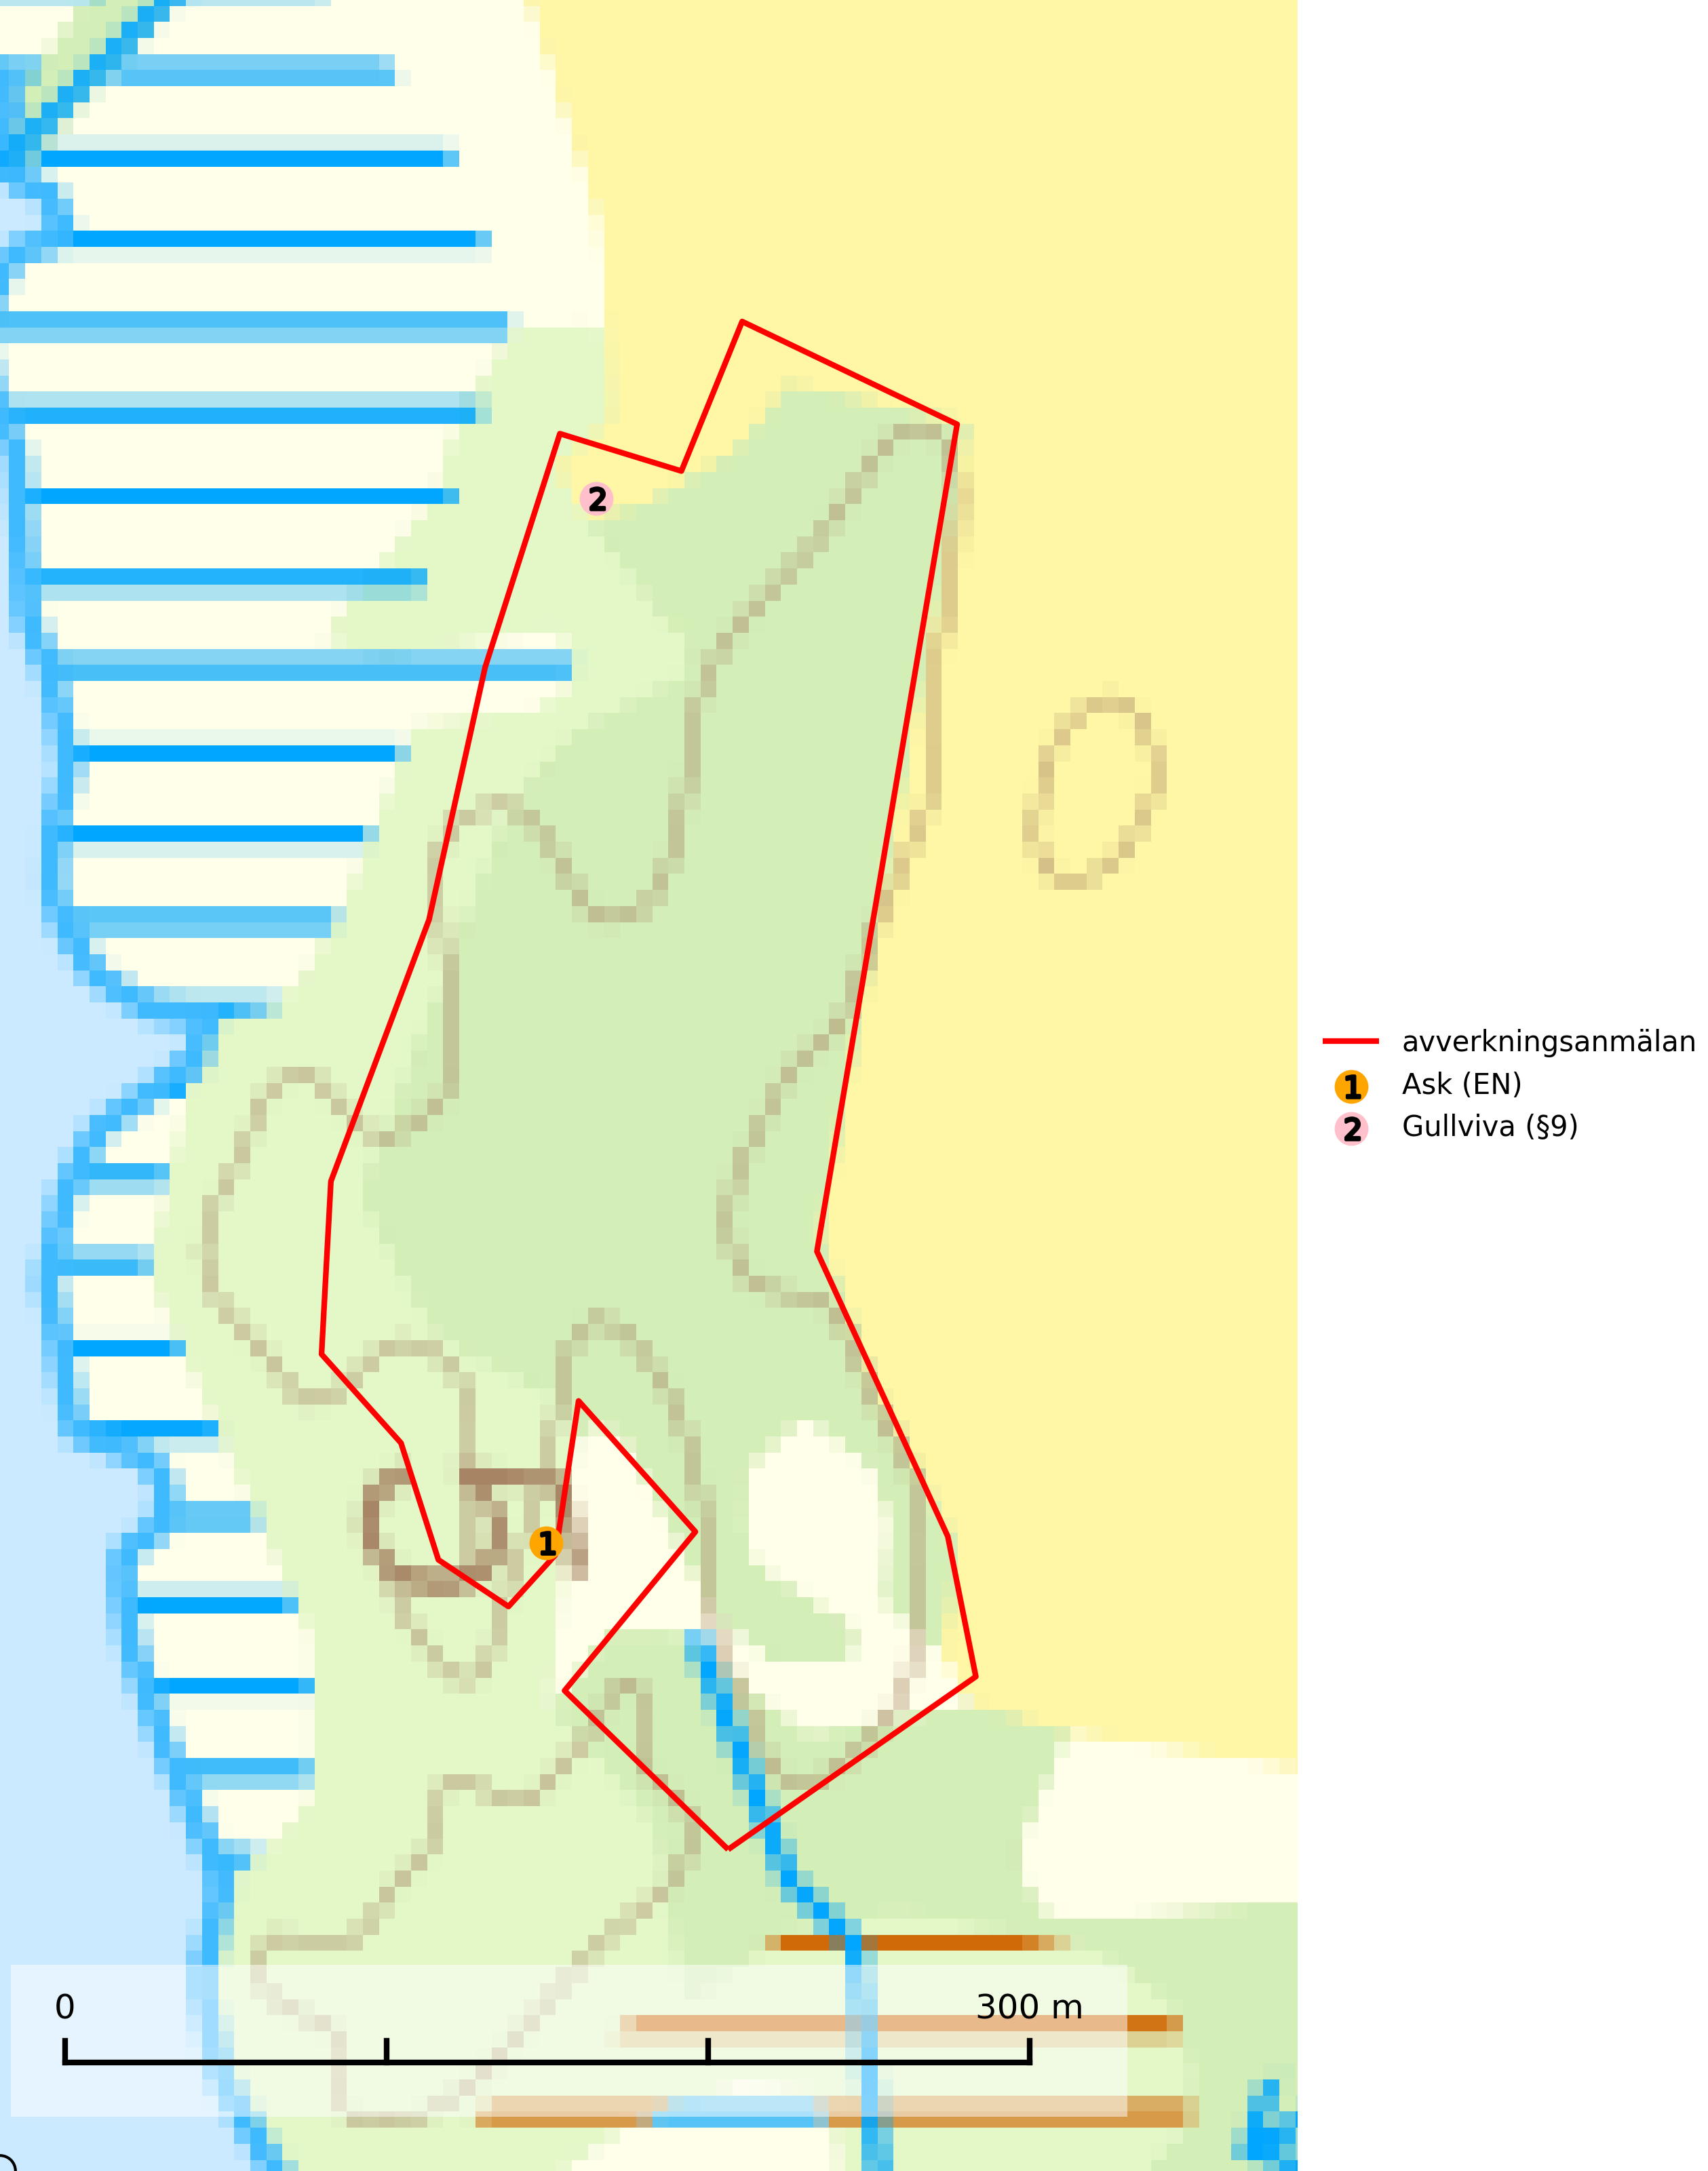 2
1
avverkningsanmälan
1 Ask (EN)
2 Gullviva (§9)
0 300 m